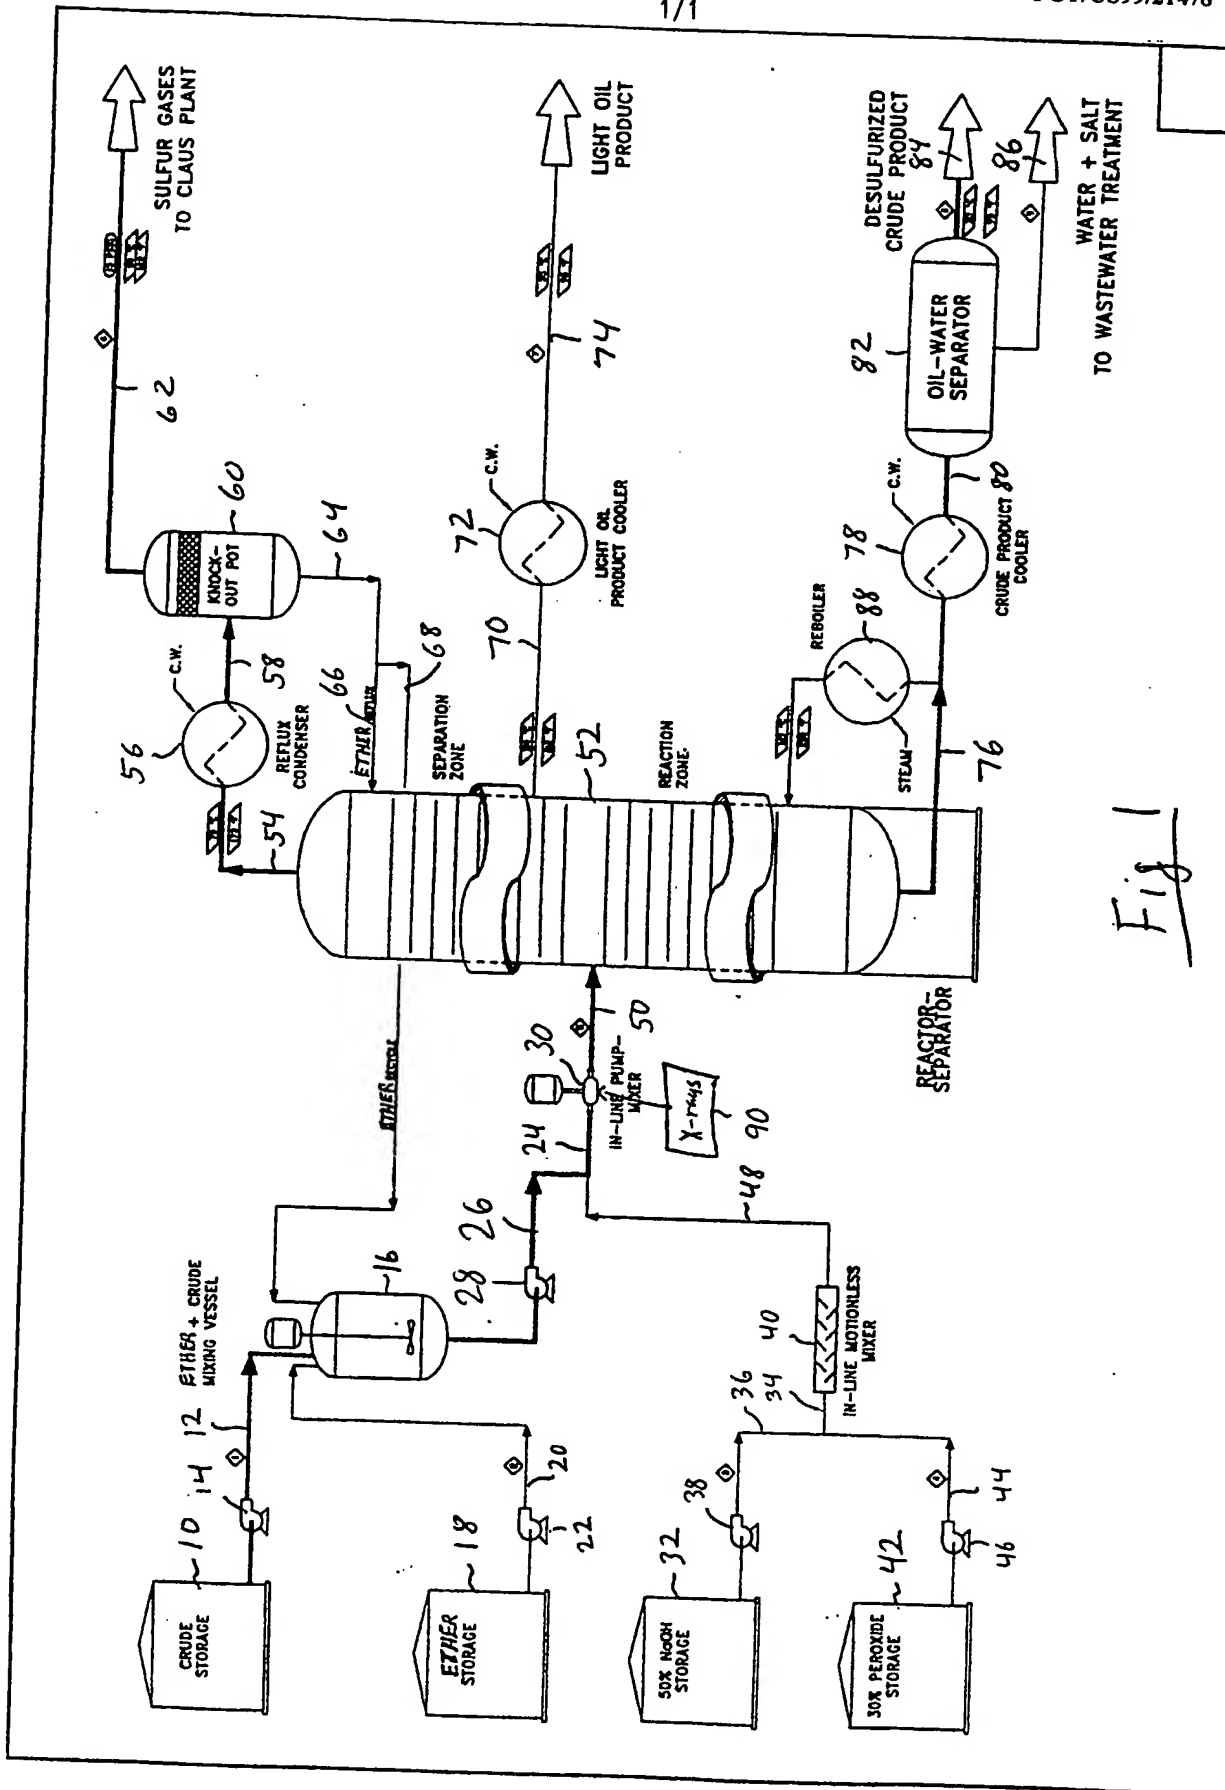 1/1
SULFUR GASES
TO CLAUS PLANT
62
KNOCK-
OUT POT
60
64
C.W.
58
56
REFLUX
CONDENSER
54
ETHER REFLUX
66
68
SEPARATION
ZONE
LIGHT OIL
PRODUCT
74
C.W.
72
LIGHT OIL
PRODUCT COOLER
70
52
REACTION
ZONE
DESULFURIZED
CRUDE PRODUCT
84
86
WATER + SALT
TO WASTEWATER TREATMENT
82
OIL-WATER
SEPARATOR
C.W.
80
78
CRUDE PRODUCT
COOLER
REBOILER
88
STEAM
76
REACTOR-
SEPARATOR
50
30
IN-LINE PUMP-
MIXER
X-rays
90
24
ETHER RECYCLE
26
28
48
ETHER + CRUDE
MIXING VESSEL
16
12
14
10
CRUDE
STORAGE
20
22
18
ETHER
STORAGE
40
IN-LINE MOTIONLESS
MIXER
36
34
38
32
50% NaOH
STORAGE
44
46
42
30% PEROXIDE
STORAGE
Fig 1